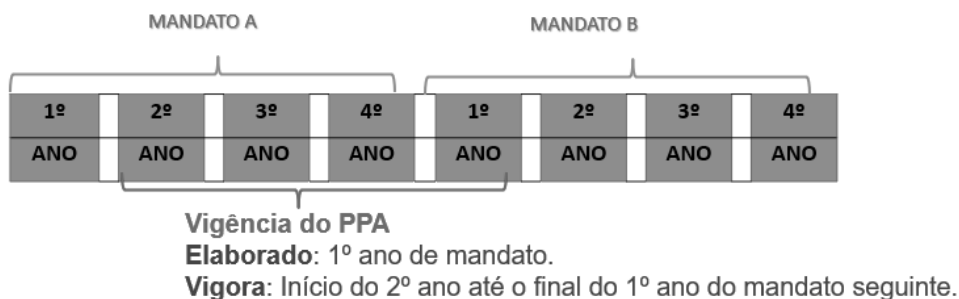 MANDATO A
MANDATO B
1º 2º 3º 4º 1º 2º 3º 4º
ANO ANO ANO ANO ANO ANO ANO ANO
Vigência do PPA
Elaborado: 1º ano de mandato.
Vigora: Início do 2º ano até o final do 1º ano do mandato seguinte.